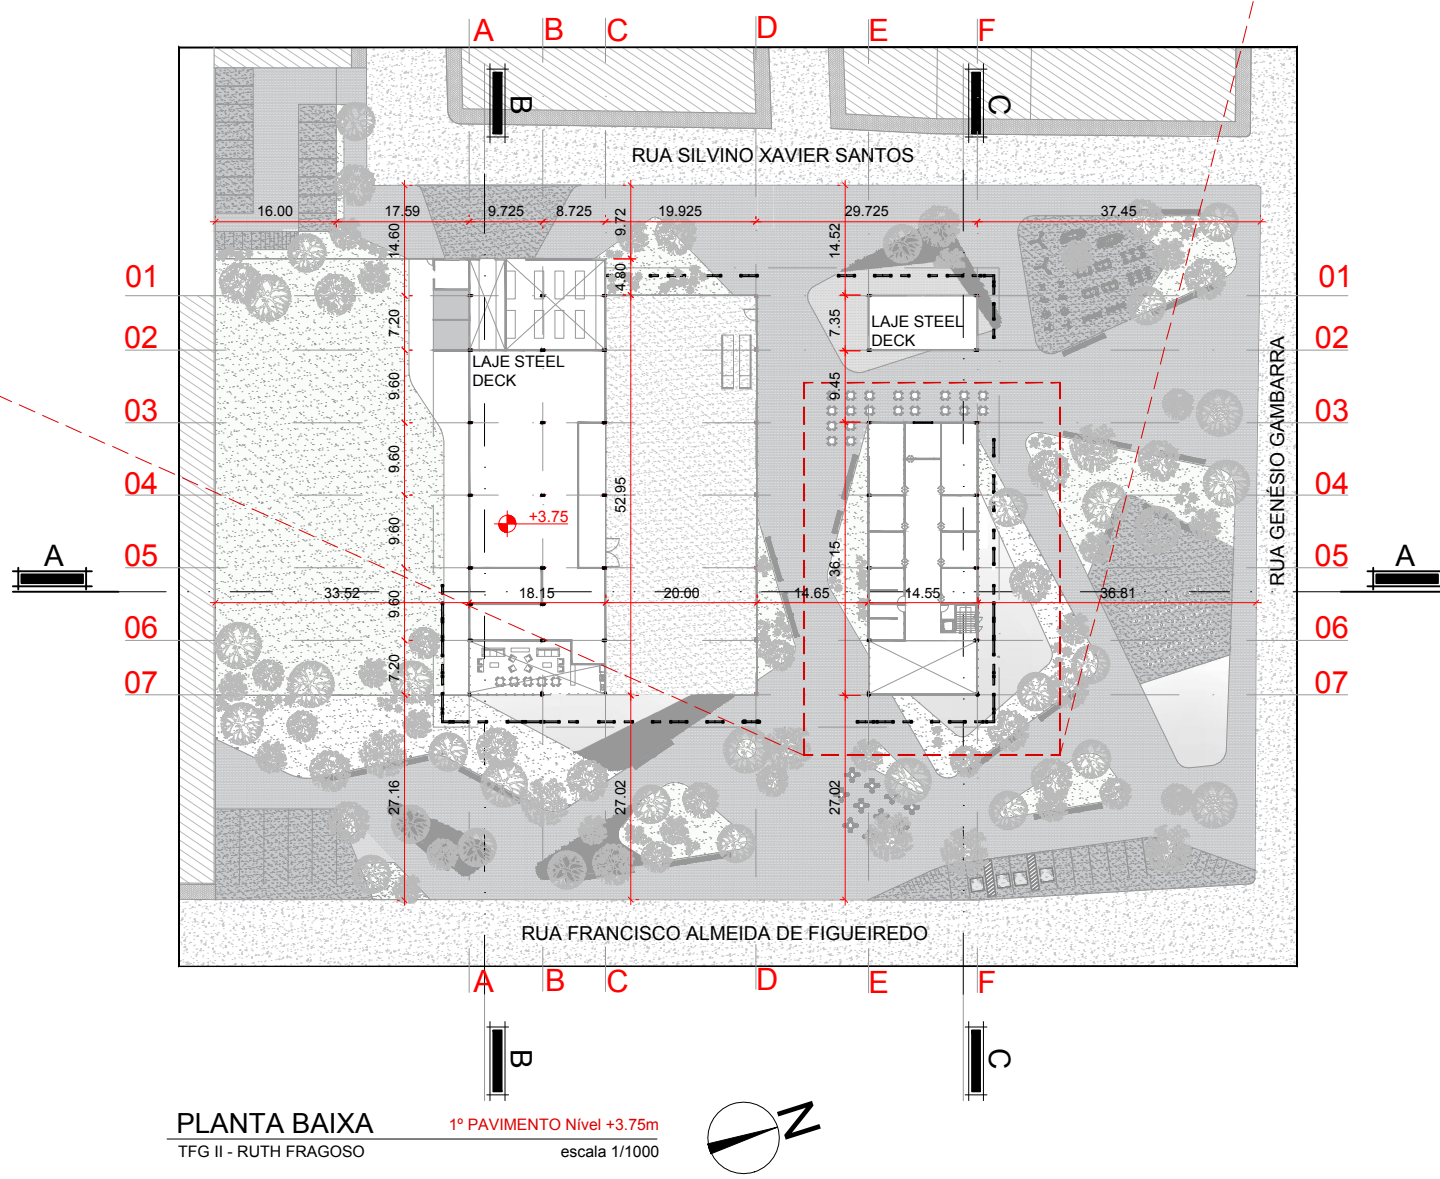 A B C D E F
B C
RUA SILVINO XAVIER SANTOS
16.00 17.59 9.725 8.725 19.925 29.725 37.45
14.60 9.72 14.52
01 4.80 01
7.20 7.35
LAJE STEEL
DECK
02 02
LAJE STEEL
DECK
9.60 9.45
RUA GENÉSIO GAMBARRA
03 03
9.60
04 52.95 04
+3.75
9.60 36.15
A 05 05 A
33.52 18.15 20.00 14.65 14.55 36.81
9.60
06 06
7.20
07 07
27.16 27.02 27.02
RUA FRANCISCO ALMEIDA DE FIGUEIREDO
A B C D E F
B C
PLANTA BAIXA 1º PAVIMENTO Nível +3.75m
TFG II - RUTH FRAGOSO escala 1/1000
N